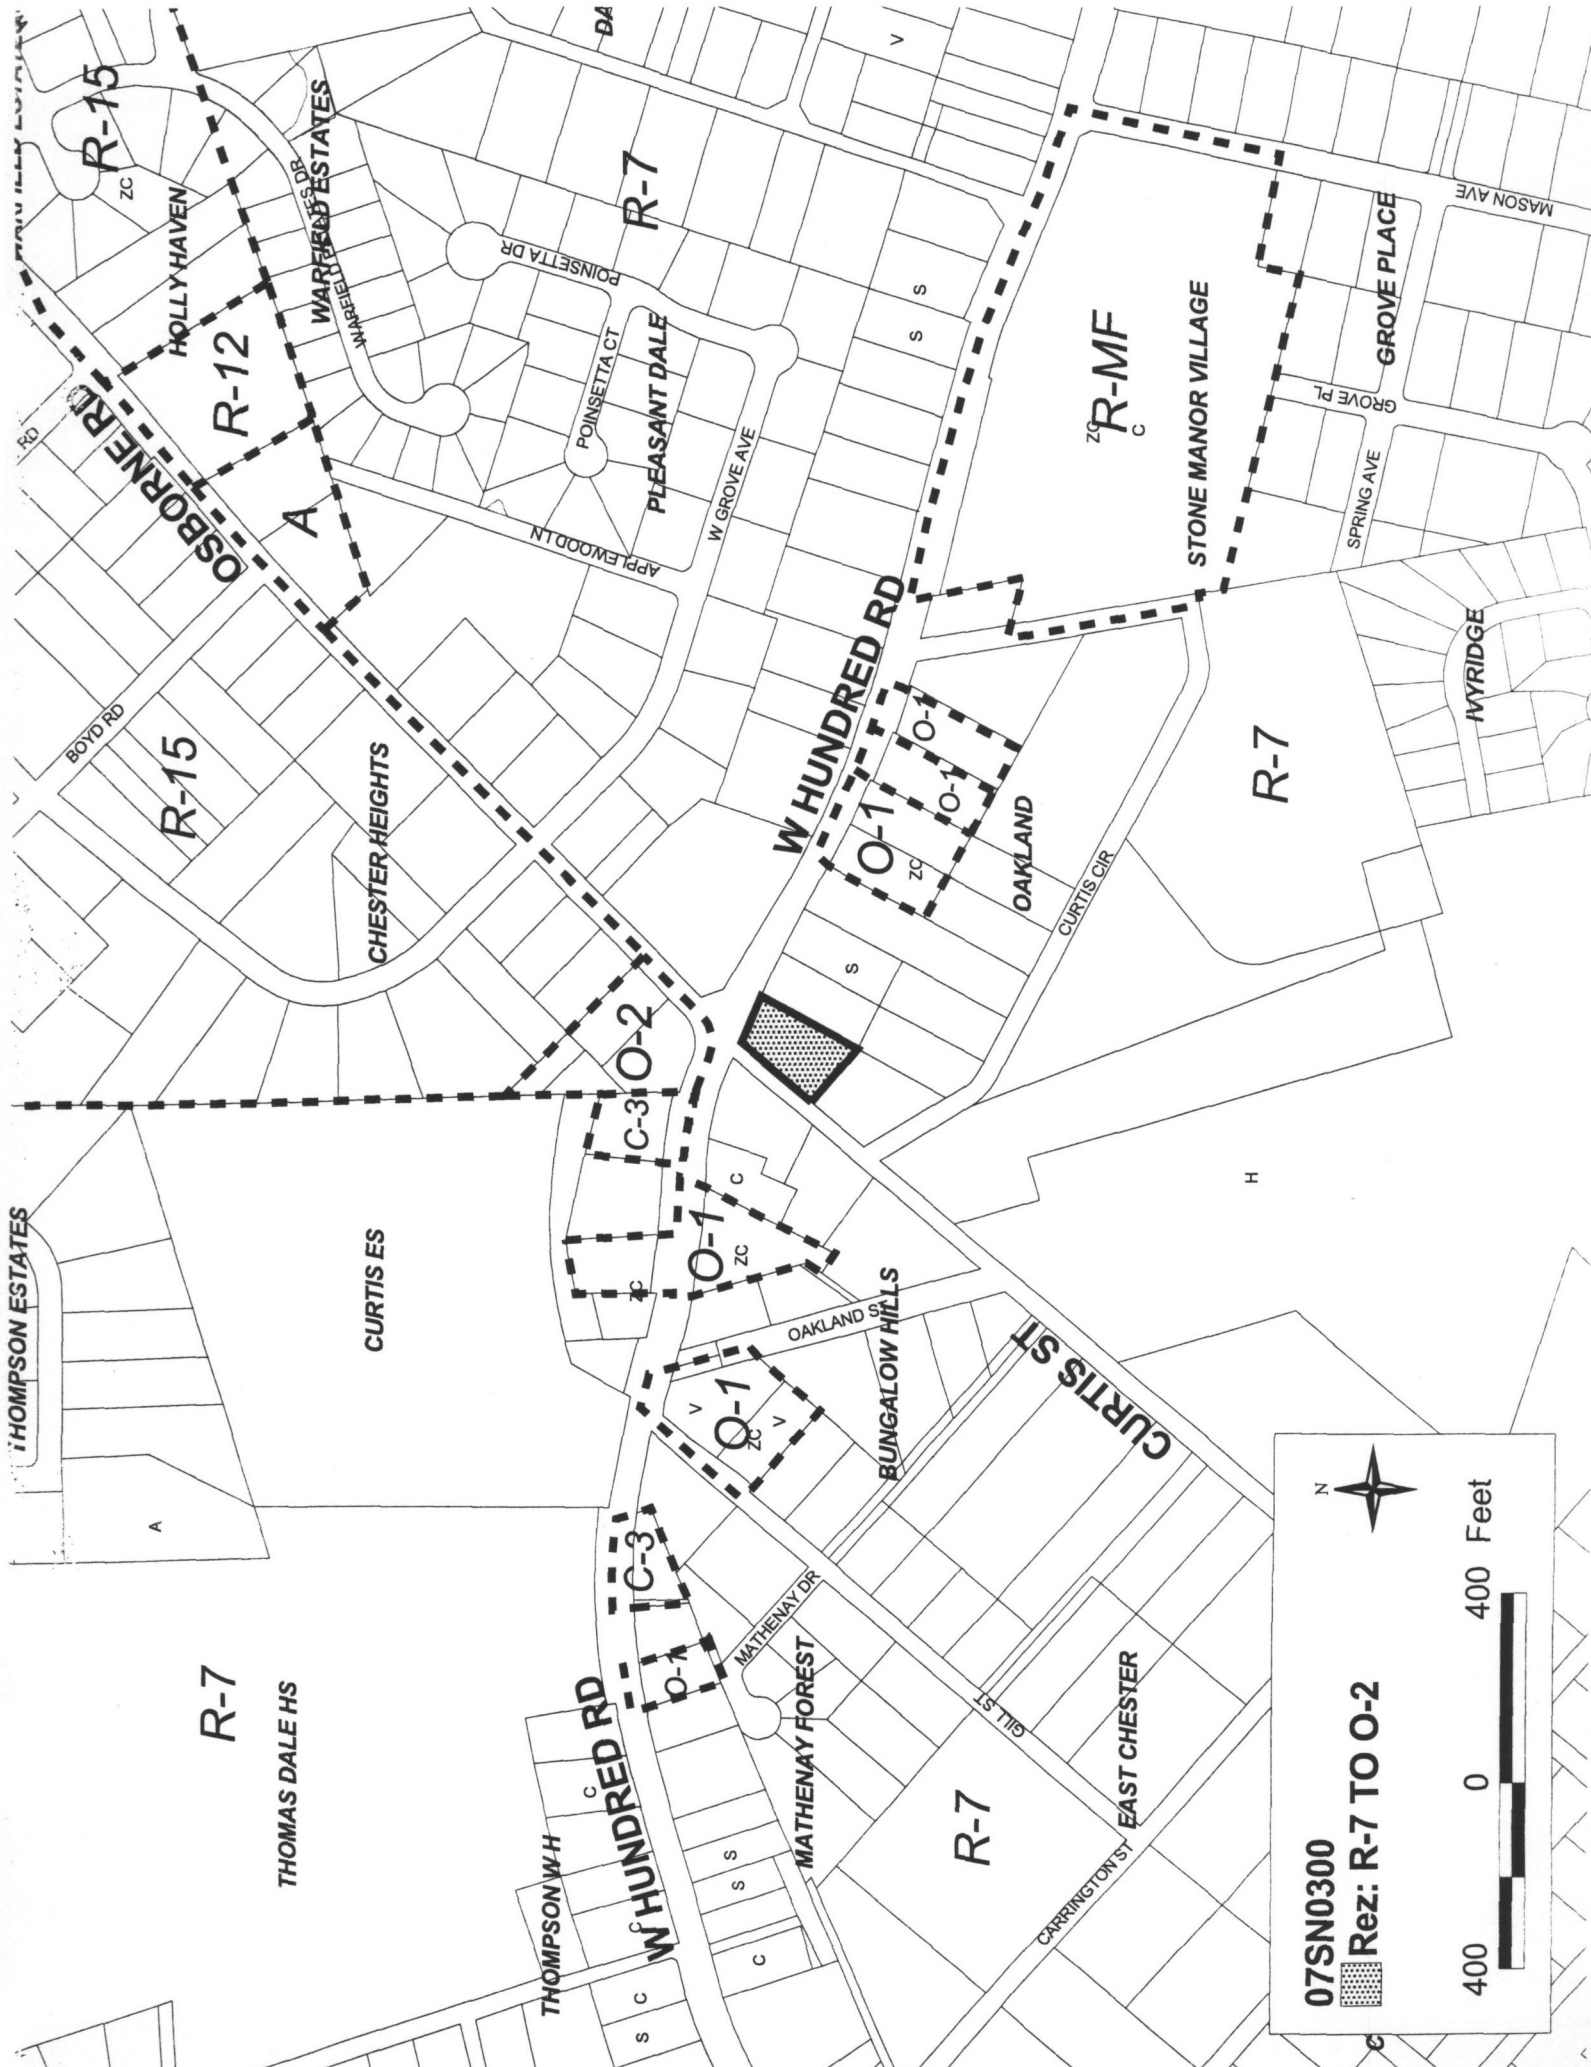 R-15
ZC
HOLLY HAVEN
WARFIELD ESTATES DR
WARFIELD ESTATES
R-12
OSBORNE RD
RD
A
R-7
DA
V
POINSETTA DR
POINSETTA CT
PLEASANT DALE
APPLEWOOD LN
W GROVE AVE
S
S
BOYD RD
R-15
CHESTER HEIGHTS
W HUNDRED RD
ZC
R-MF
C
STONE MANOR VILLAGE
MASON AVE
GROVE PLACE
GROVE PL
SPRING AVE
IVYRIDGE
O-1
O-1
O-1
ZC
OAKLAND
CURTIS CIR
R-7
S
O-2
C-3
C
O-1
ZC
ZC
H
THOMPSON ESTATES
CURTIS ES
OAKLAND ST
BUNGALOW HILLS
CURTIS ST
V
O-1
ZC
V
A
C-3
O-1
MATHENAY DR
MATHENAY FOREST
GILL ST
EAST CHESTER
R-7
CARRINGTON ST
R-7
THOMAS DALE HS
W HUNDRED RD
THOMPSON W H
C
C
S
S
C
C
S
C
07SN0300
Rez: R-7 TO O-2
N
400 0 400 Feet